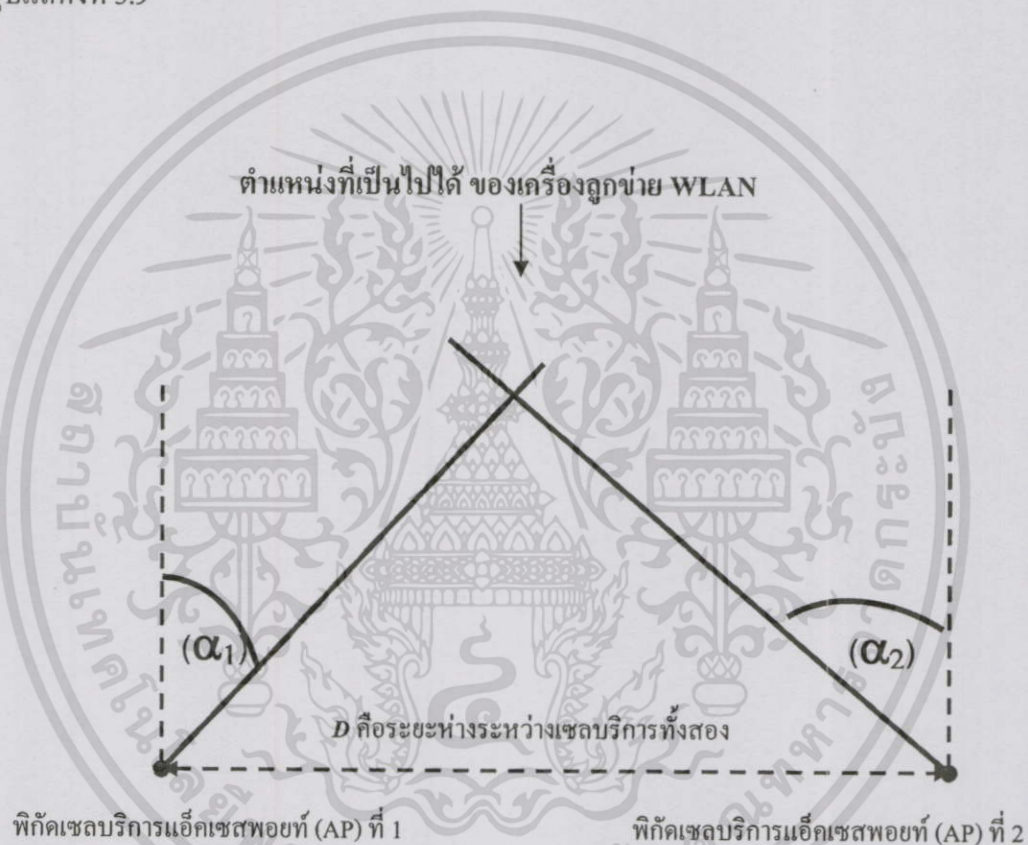 ตำแหน่งที่เป็นไปได้ ของเครื่องลูกข่าย WLAN
(α₁)
(α₂)
D คือระยะห่างระหว่างเซลบริการทั้งสอง
พิกัดเซลบริการแอ็คเซสพอยท์ (AP) ที่ 1
พิกัดเซลบริการแอ็คเซสพอยท์ (AP) ที่ 2